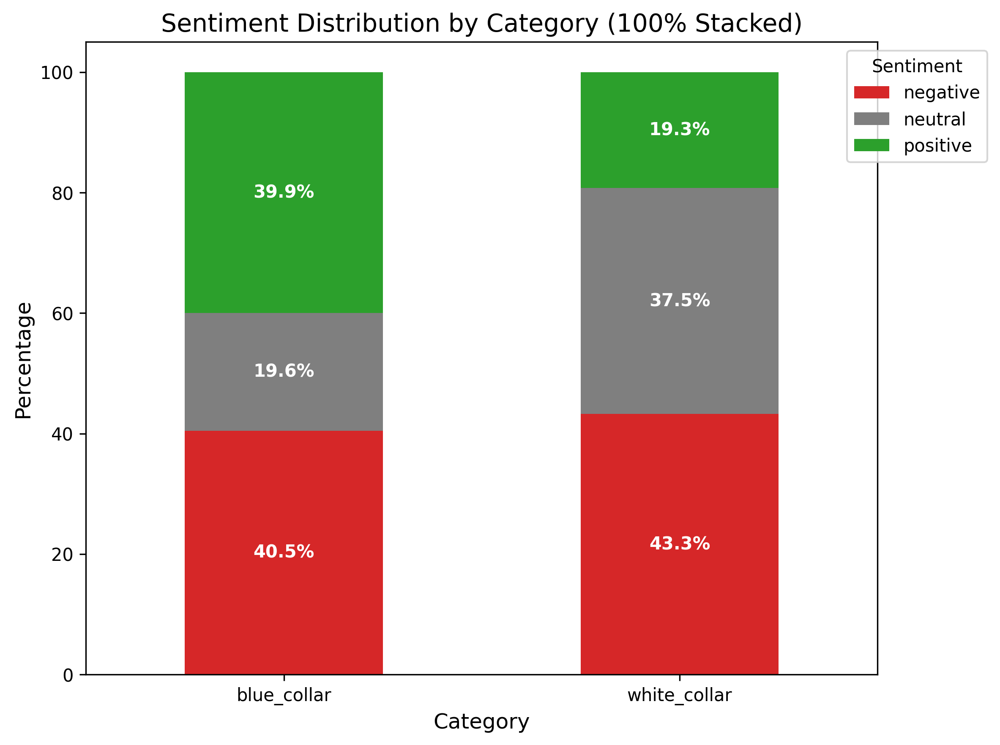 Sentiment Distribution by Category (100% Stacked)
Sentiment
negative
neutral
positive
Percentage
100
80
60
40
20
0
39.9%
19.6%
40.5%
19.3%
37.5%
43.3%
blue_collar
white_collar
Category